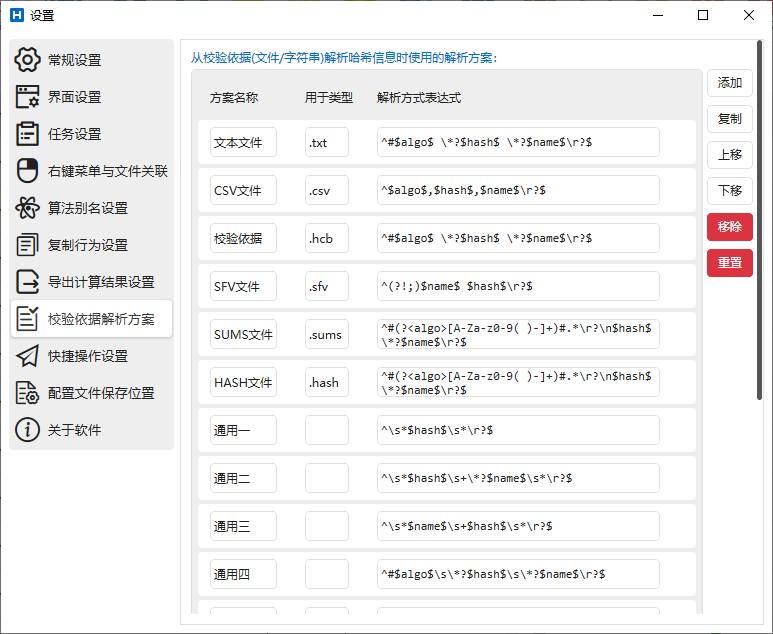 设置
常规设置
界面设置
任务设置
右键菜单与文件关联
算法别名设置
复制行为设置
导出计算结果设置
校验依据解析方案
快捷操作设置
配置文件保存位置
关于软件
从校验依据(文件/字符串)解析哈希信息时使用的解析方案:
方案名称 用于类型 解析方式表达式
文本文件 .txt ^#$algo$ \*?$hash$ \*?$name$\r?$
CSV文件 .csv ^$algo$,$hash$,$name$\r?$
校验依据 .hcb ^#$algo$ \*?$hash$ \*?$name$\r?$
SFV文件 .sfv ^(?!;)$name$ $hash$\r?$
SUMS文件 .sums ^#(?<algo>[A-Za-z0-9( )-]+)#.*\r?\n$hash$
\*?$name$\r?$
HASH文件 .hash ^#(?<algo>[A-Za-z0-9( )-]+)#.*\r?\n$hash$
\*?$name$\r?$
通用一 ^\s*$hash$\s*\r?$
通用二 ^\s*$hash$\s+\*?$name$\s*\r?$
通用三 ^\s*$name$\s+$hash$\s*\r?$
通用四 ^#$algo$\s\*?$hash$\s\*?$name$\r?$
添加
复制
上移
下移
移除
重置